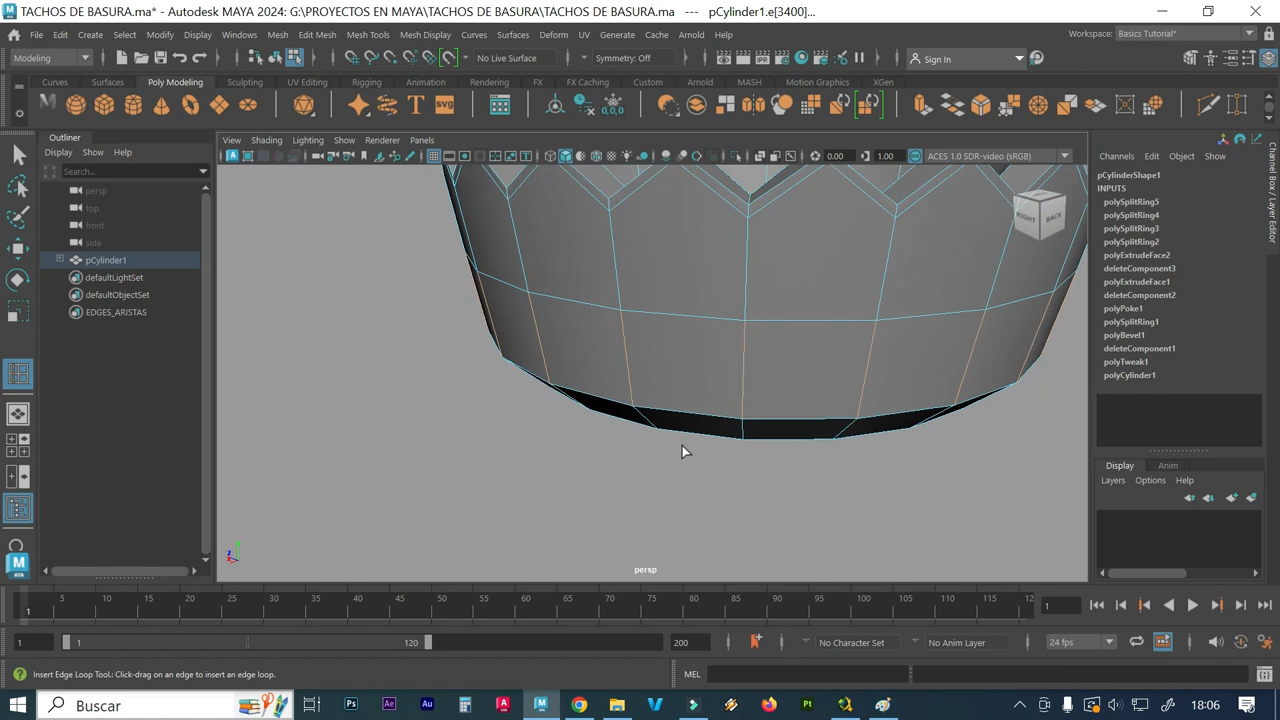 TACHOS DE BASURA.ma* - Autodesk MAYA 2024: G:\PROYECTOS EN MAYA\TACHOS DE BASURA\TACHOS DE BASURA.ma --- pCylinder1.e[3400]...
File Edit Create Select Modify Display Windows Mesh Edit Mesh Mesh Tools Mesh Display Curves Surfaces Deform UV Generate Cache Arnold Help Workspace: Basics Tutorial*
Modeling No Live Surface Symmetry: Off Sign In
Curves Surfaces Poly Modeling Sculpting UV Editing Rigging Animation Rendering FX FX Caching Custom Arnold MASH Motion Graphics XGen
Outliner
Display Show Help
Search...
persp
top
front
side
pCylinder1
defaultLightSet
defaultObjectSet
EDGES_ARISTAS
View Shading Lighting Show Renderer Panels
0.00 1.00 ACES 1.0 SDR-video (sRGB)
RIGHT BACK
persp
Channels Edit Object Show
pCylinderShape1
INPUTS
polySplitRing5
polySplitRing4
polySplitRing3
polySplitRing2
polyExtrudeFace2
deleteComponent3
polyExtrudeFace1
deleteComponent2
polyPoke1
polySplitRing1
polyBevel1
deleteComponent1
polyTweak1
polyCylinder1
Channel Box / Layer Editor
Display Anim
Layers Options Help
5 10 15 20 25 30 35 40 45 50 55 60 65 70 75 80 85 90 95 100 105 110 115 12
1 1
1 1 120 200 No Character Set No Anim Layer 24 fps
Insert Edge Loop Tool: Click-drag on an edge to insert an edge loop. MEL
Buscar 18:06